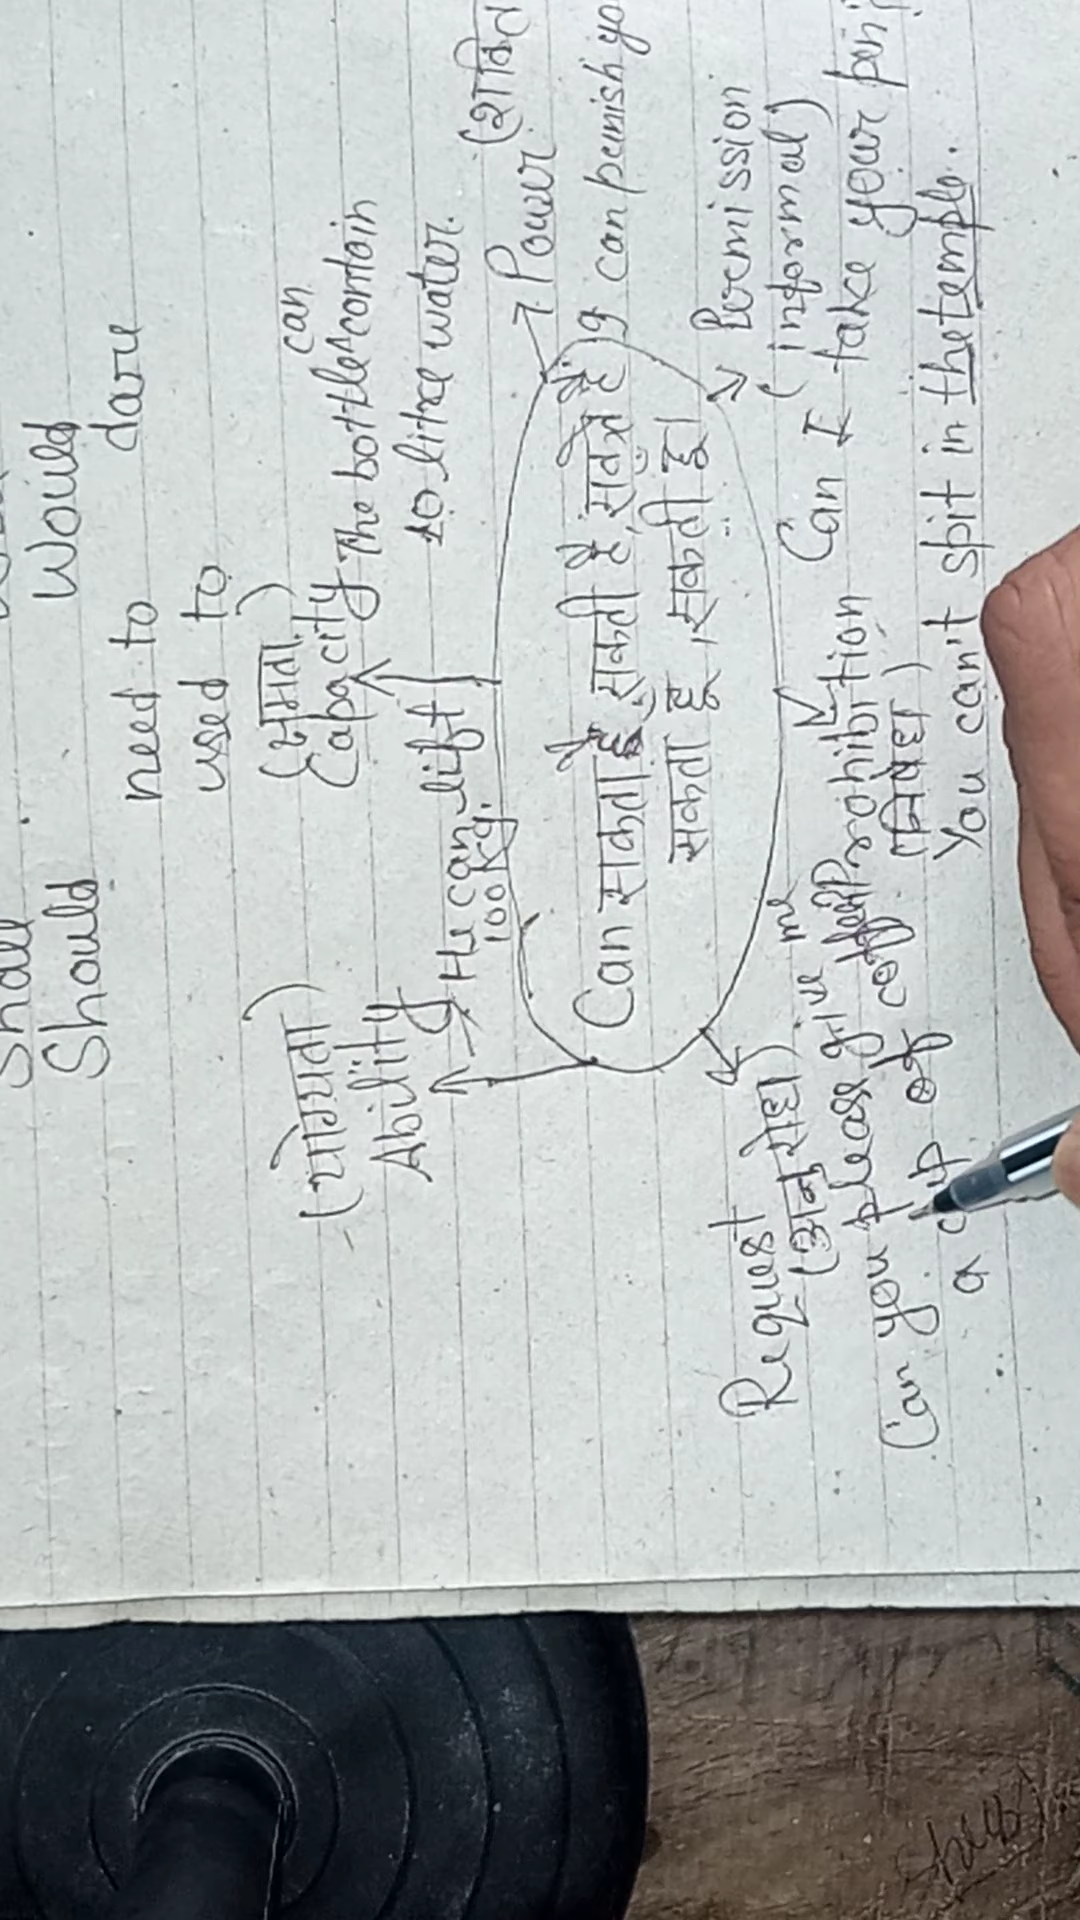 Shall
Should
Would
need to
dare
used to
(योग्यता)
Ability
He can lift
100 kg.
(क्षमता)
Capacity
can
The bottle contain
10 litre water.
Power (शक्ति
can punish yo
Can सकता है, सकती है, सकते है
सकता हूँ, सकती हूँ।
Permission
(informal)
Can I take your pen
Prohibition
(निषेध)
You can't spit in the temple.
Request
(अनुरोध)
Can you please give me
a cup of coffee?